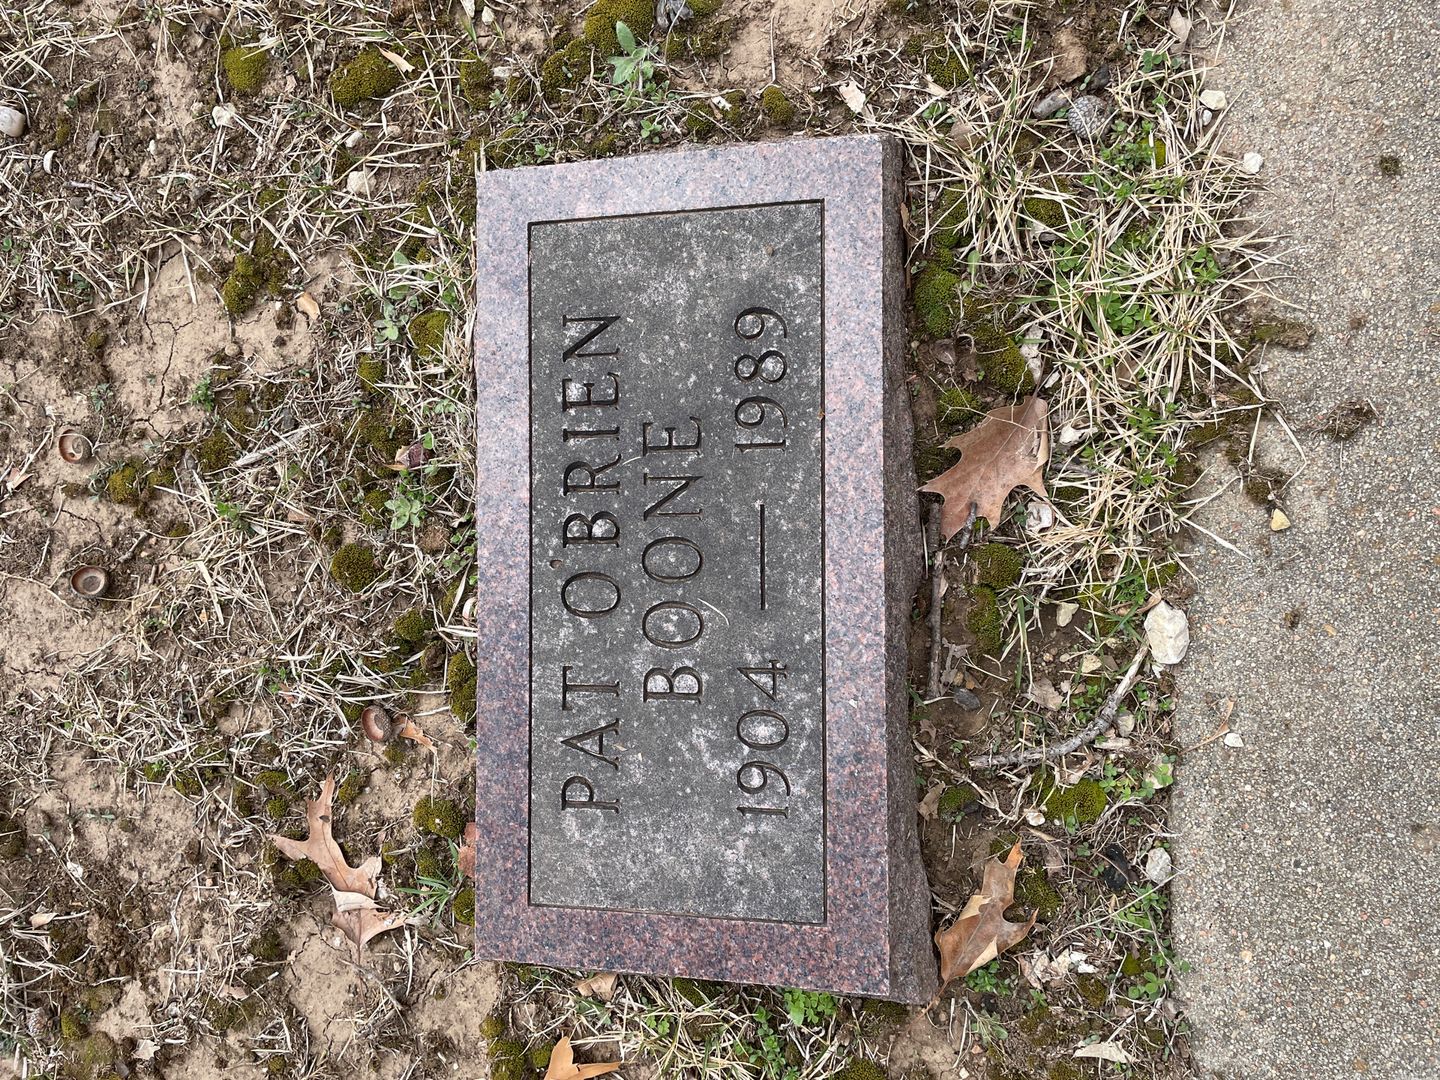 PAT O'BRIEN
BOONE
1904 — 1989